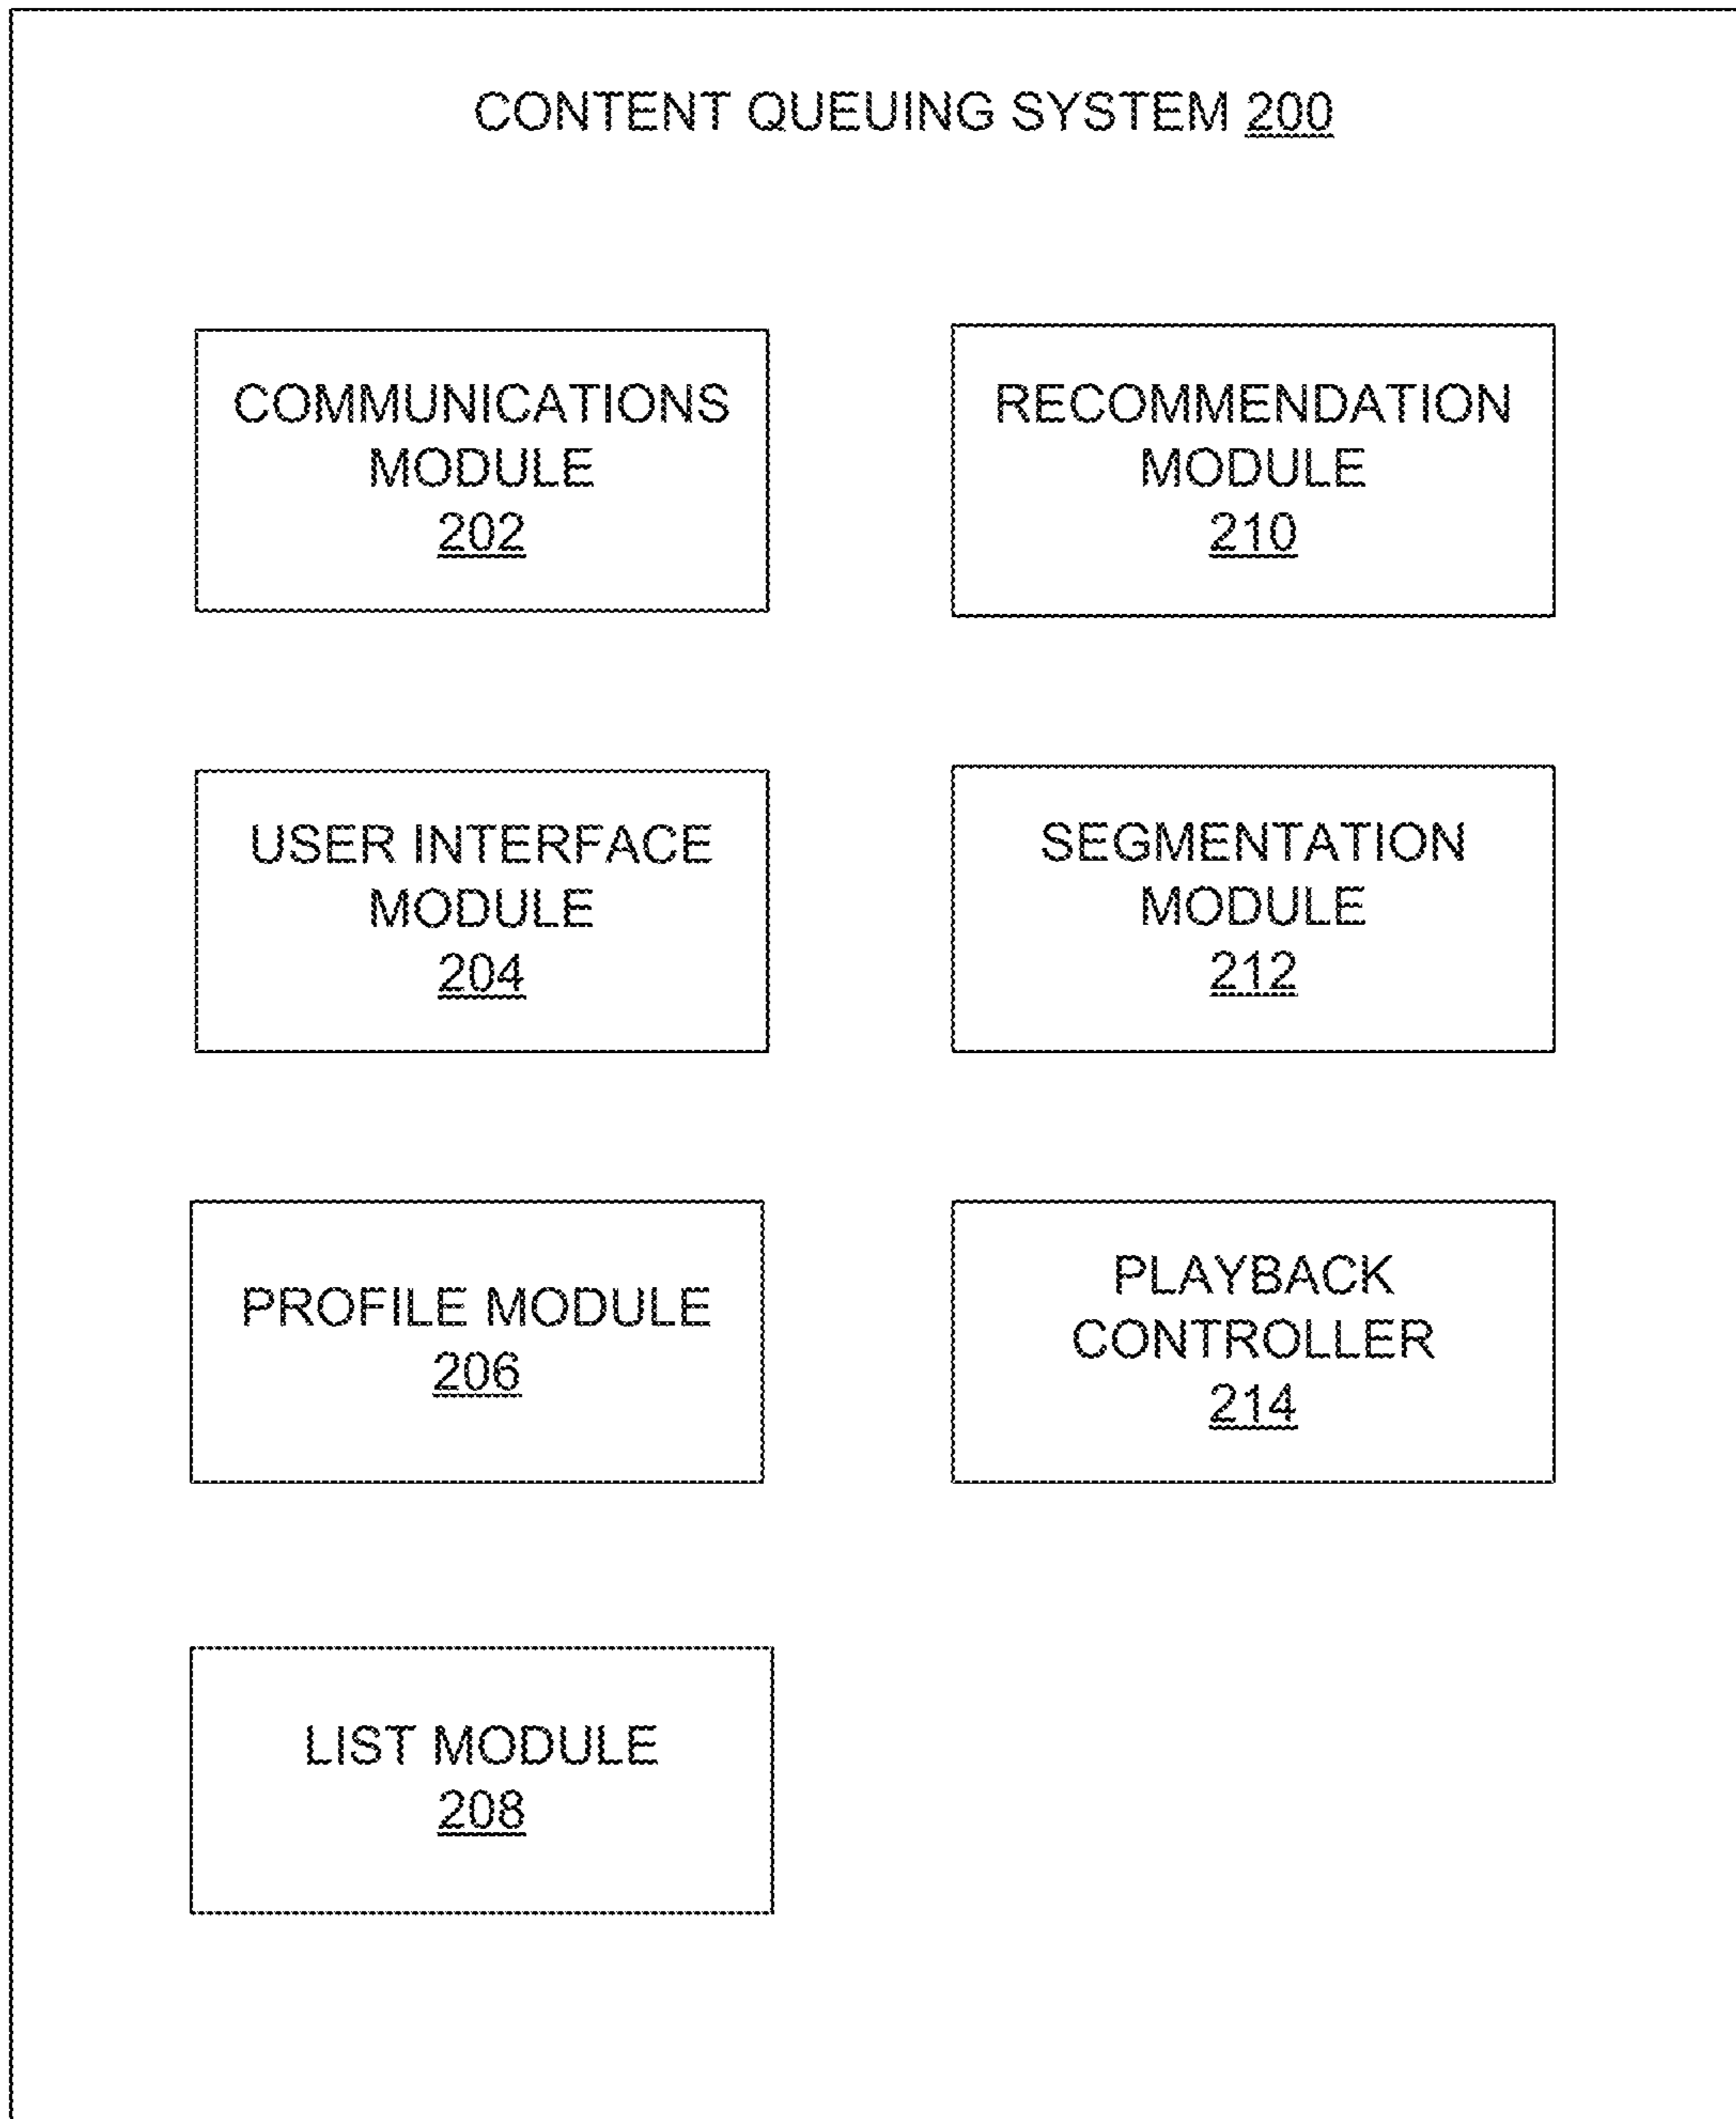 CONTENT QUEUING SYSTEM 200
COMMUNICATIONS
MODULE
202
RECOMMENDATION
MODULE
210
USER INTERFACE
MODULE
204
SEGMENTATION
MODULE
212
PROFILE MODULE
206
PLAYBACK
CONTROLLER
214
LIST MODULE
208